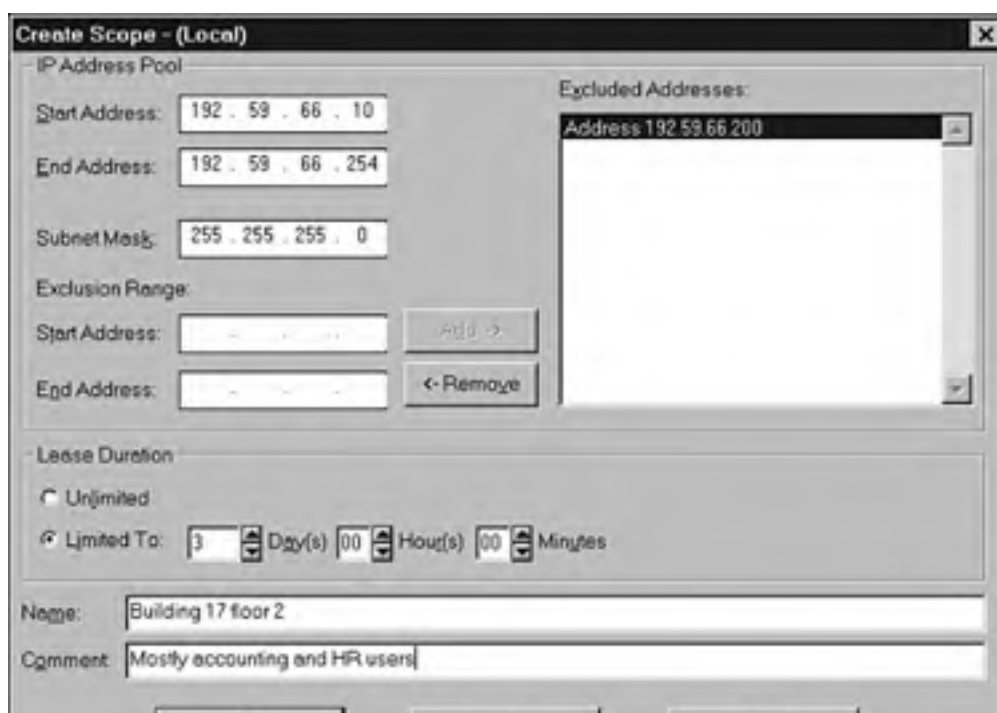 Create Scope - (Local)
IP Address Pool
Start Address: 192 . 59 . 66 . 10
End Address: 192 . 59 . 66 . 254
Subnet Mask: 255 . 255 . 255 . 0
Exclusion Range:
Start Address: . . .
End Address: . . .
Add ->
<- Remove
Excluded Addresses:
Address 192.59.66.200
Lease Duration
Unlimited
Limited To: 3 Day(s) 00 Hour(s) 00 Minutes
Name: Building 17 floor 2
Comment: Mostly accounting and HR users